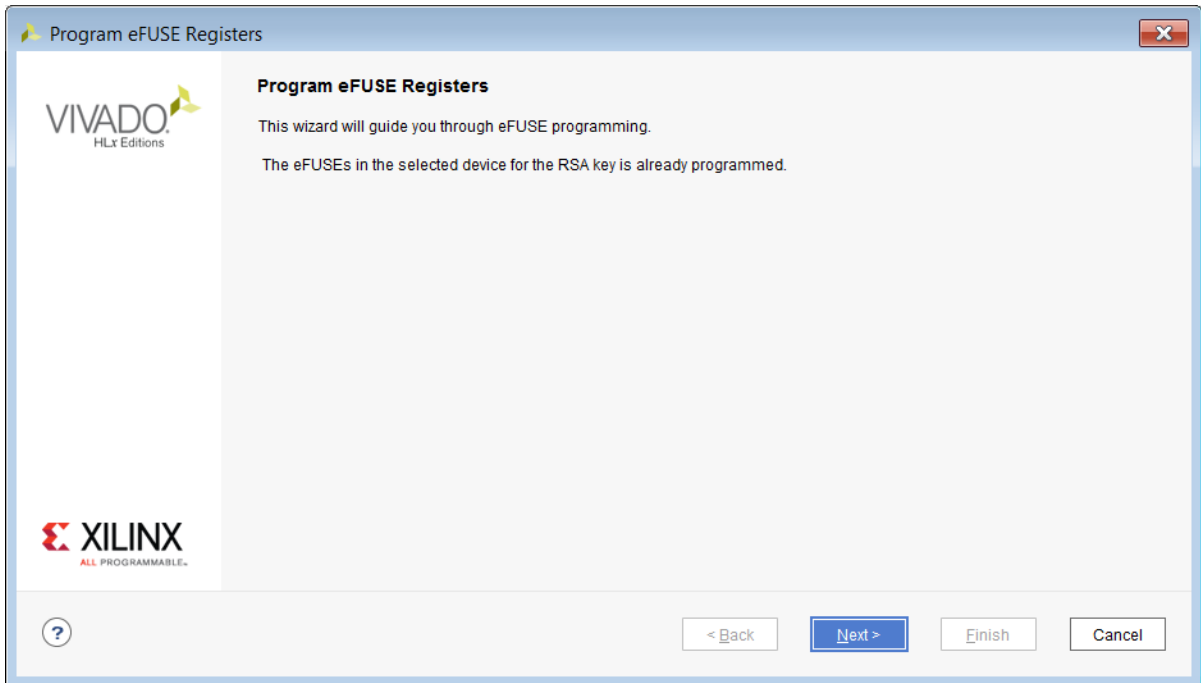 Program eFUSE Registers
VIVADO.
HLx Editions
Program eFUSE Registers
This wizard will guide you through eFUSE programming.
The eFUSEs in the selected device for the RSA key is already programmed.
XILINX
ALL PROGRAMMABLE™
?
< Back
Next >
Finish
Cancel